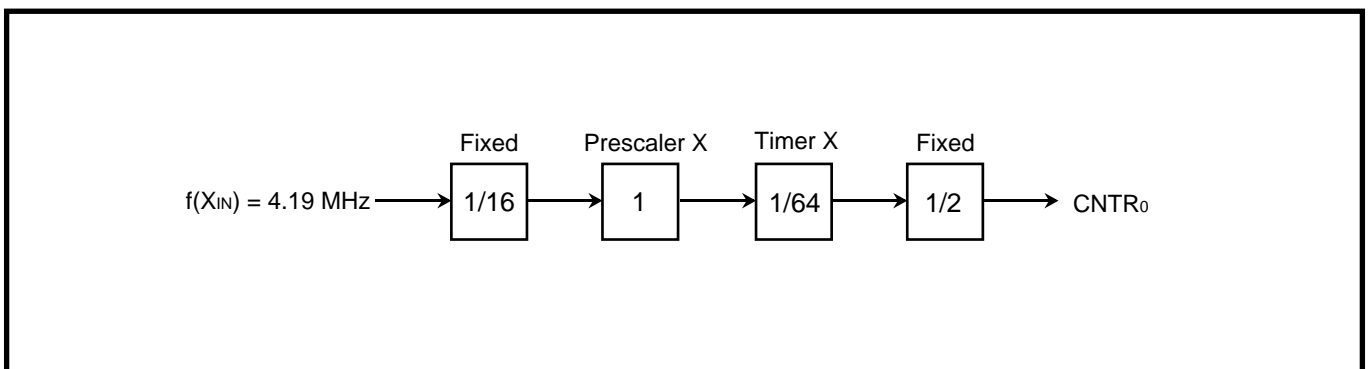 Fixed Prescaler X Timer X Fixed
f(XIN) = 4.19 MHz 1/16 1 1/64 1/2 CNTR0